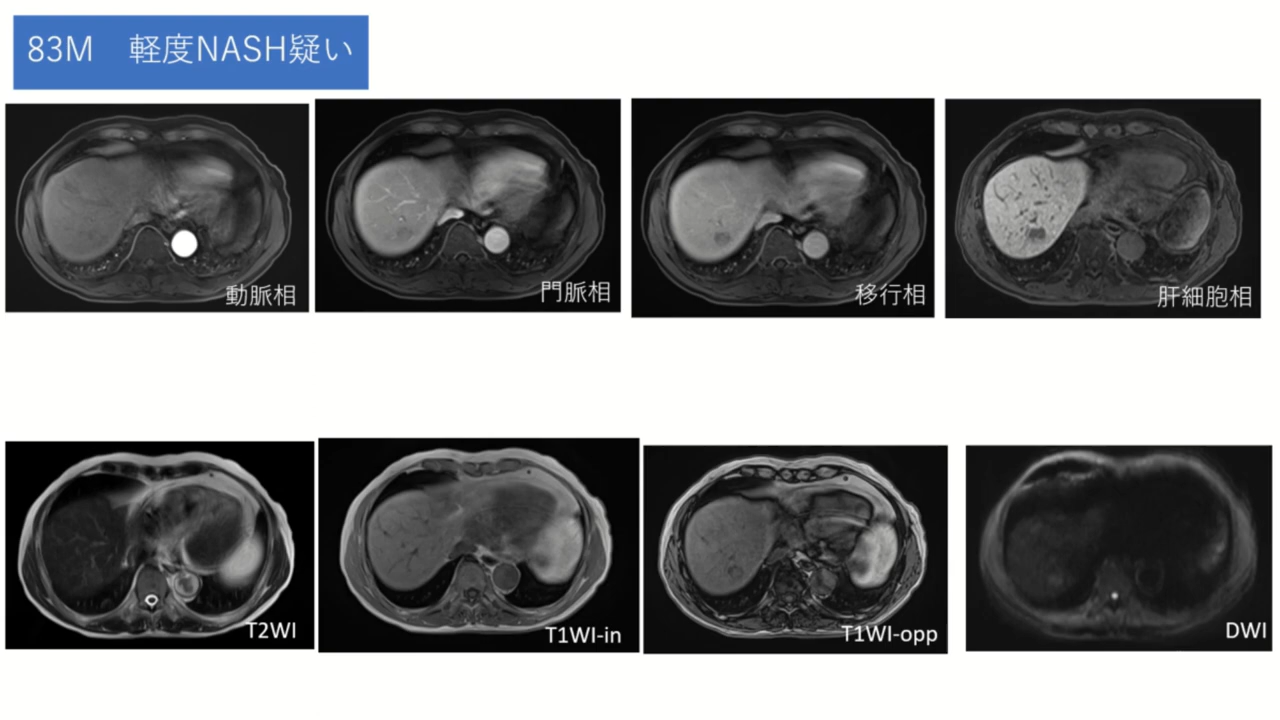 83M 軽度NASH疑い
動脈相
門脈相
移行相
肝細胞相
T2WI
T1WI-in
T1WI-opp
DWI